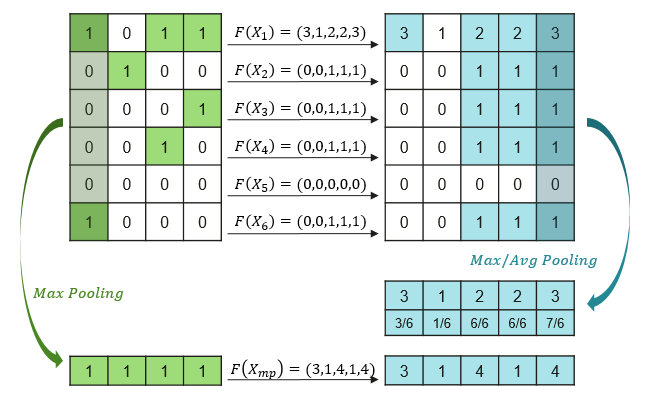 1 0 1 1 F(X₁) = (3,1,2,2,3) 3 1 2 2 3
0 1 0 0 F(X₂) = (0,0,1,1,1) 0 0 1 1 1
0 0 0 1 F(X₃) = (0,0,1,1,1) 0 0 1 1 1
0 0 1 0 F(X₄) = (0,0,1,1,1) 0 0 1 1 1
0 0 0 0 F(X₅) = (0,0,0,0,0) 0 0 0 0 0
1 0 0 0 F(X₆) = (0,0,1,1,1) 0 0 1 1 1
Max/Avg Pooling
Max Pooling
3 1 2 2 3
3/6 1/6 6/6 6/6 7/6
1 1 1 1 F(Xₘₚ) = (3,1,4,1,4) 3 1 4 1 4